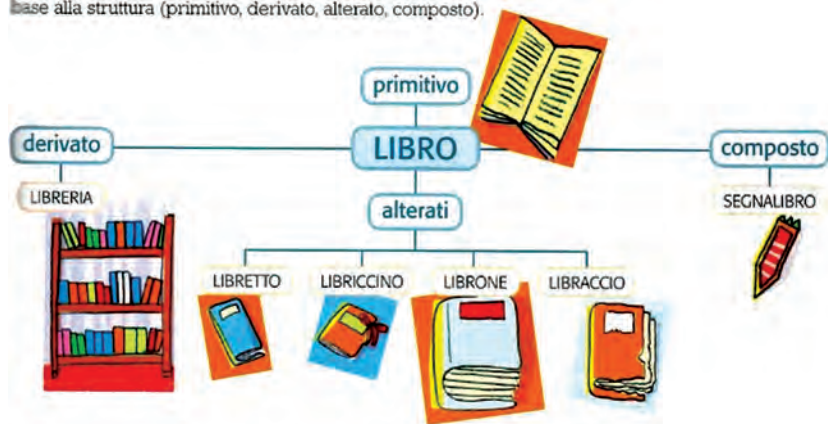 base alla struttura (primitivo, derivato, alterato, composto).
primitivo
derivato
LIBRO
composto
LIBRERIA
alterati
SEGNALIBRO
LIBRETTO
LIBRICCINO
LIBRONE
LIBRACCIO